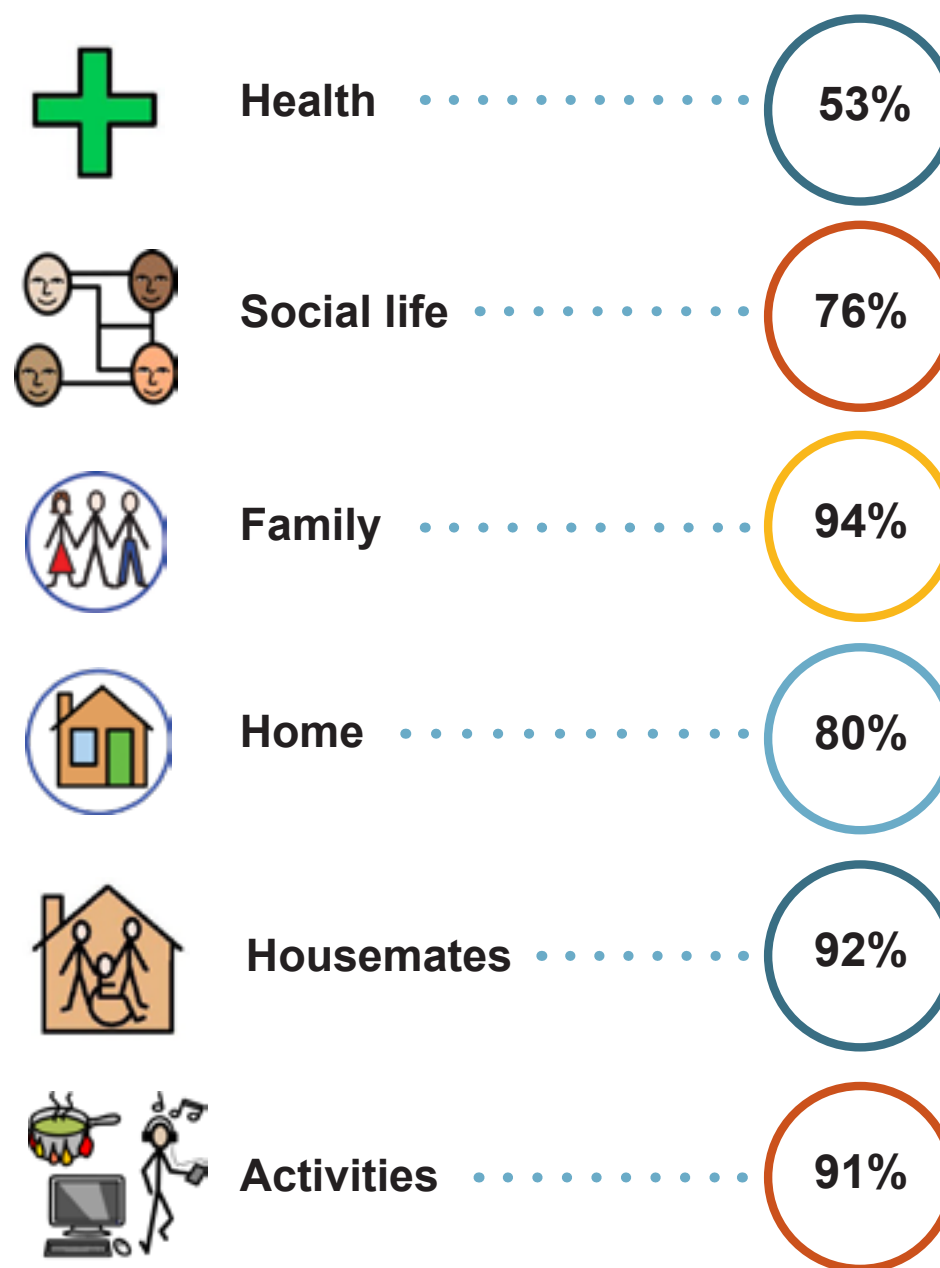 Health 53%
Social life 76%
Family 94%
Home 80%
Housemates 92%
Activities 91%